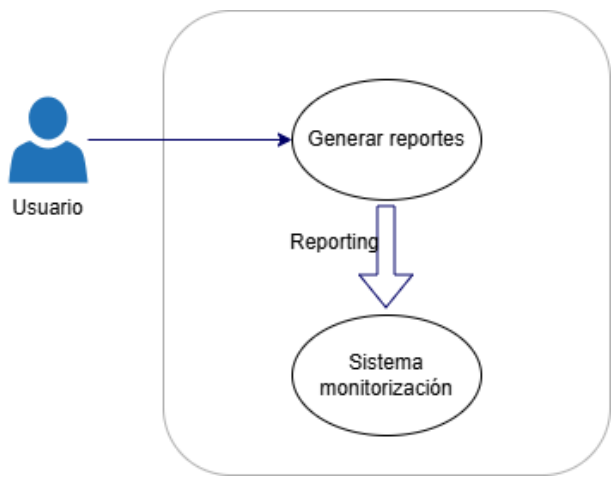 Generar reportes
Usuario
Reporting
Sistema
monitorización